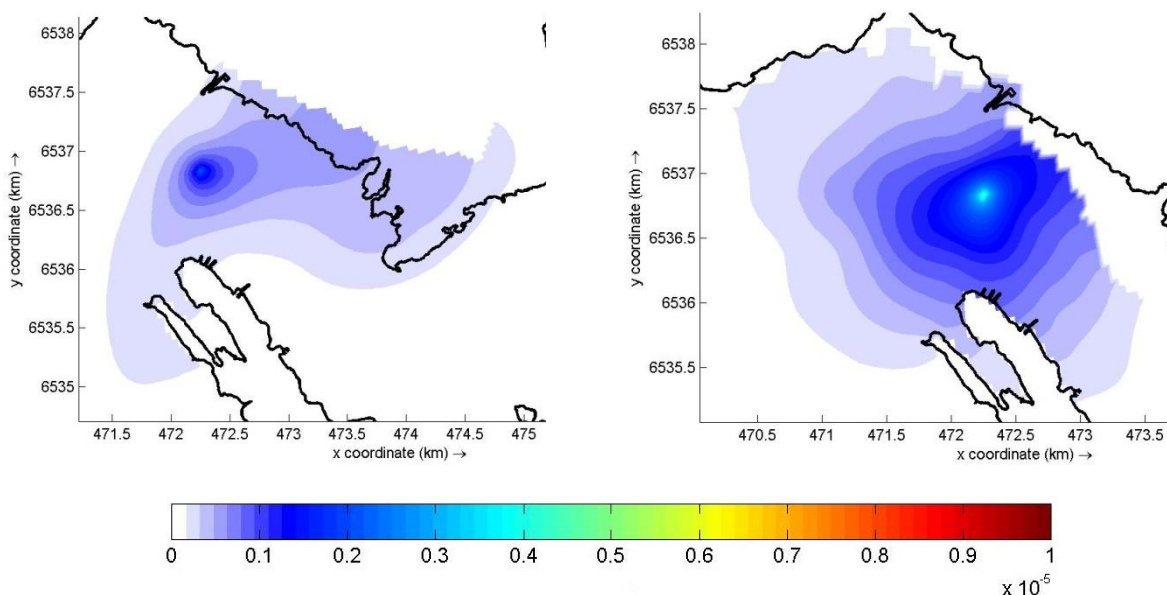 6538
6537.5
6537
6536.5
6536
6535.5
6535
y coordinate (km) →
471.5 472 472.5 473 473.5 474 474.5 475
x coordinate (km) →
6538
6537.5
6537
6536.5
6536
6535.5
y coordinate (km) →
470.5 471 471.5 472 472.5 473 473.5
x coordinate (km) →
0 0.1 0.2 0.3 0.4 0.5 0.6 0.7 0.8 0.9 1
x 10⁻⁵